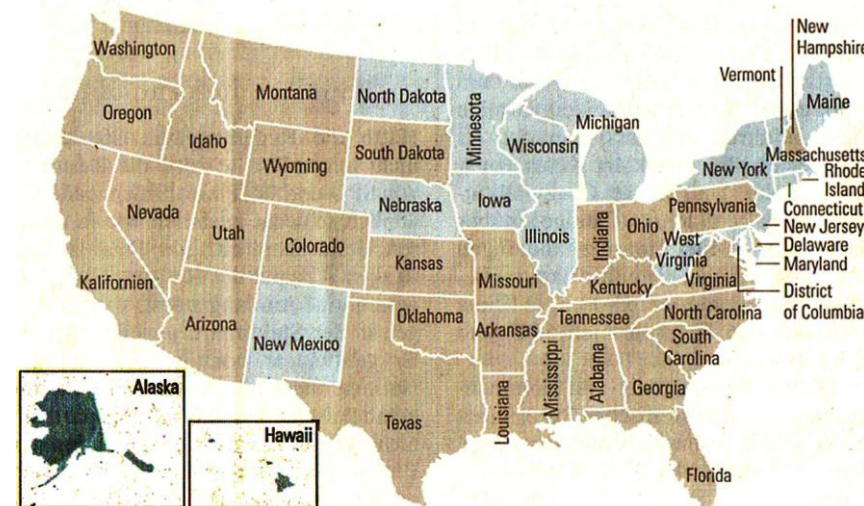 New
Hampshire
Vermont
Washington
Maine
Montana
North Dakota
Minnesota
Oregon
Michigan
Idaho
Wisconsin
Massachusetts
South Dakota
Wyoming
New York
Rhode
Island
Iowa
Pennsylvania
Connecticut
Nebraska
Nevada
Ohio
New Jersey
Indiana
Illinois
Utah
West
Virginia
Delaware
Colorado
Maryland
Kansas
Virginia
Kalifornien
Missouri
Kentucky
District
of Columbia
North Carolina
Oklahoma
Tennessee
Arizona
Arkansas
New Mexico
South
Carolina
Mississippi
Alabama
Georgia
Alaska
Louisiana
Texas
Hawaii
Florida